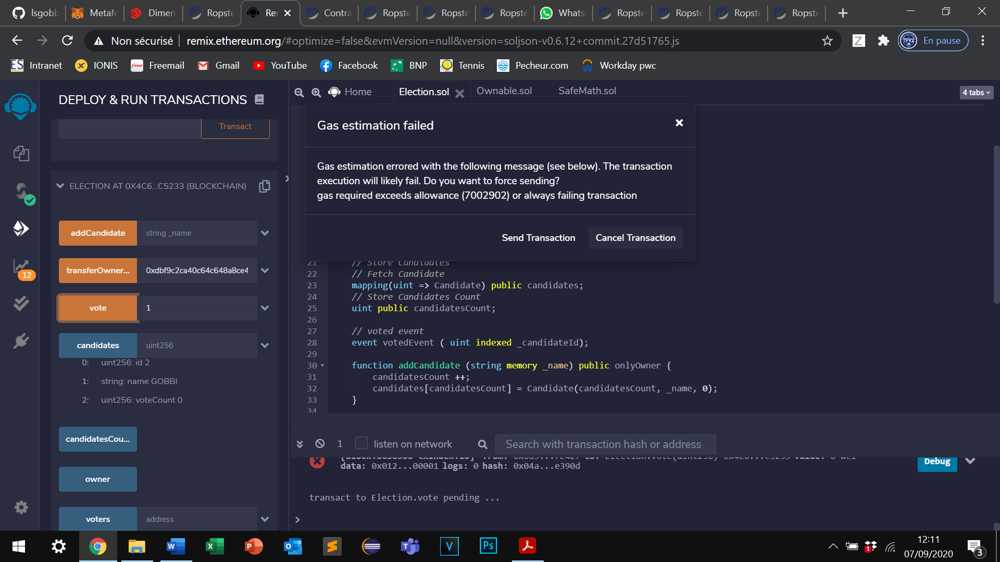 lsgobb
MetaM
Dimen
Ropste
Re
Contra
Ropste
Ropste
Ropste
Whats
Ropste
Ropste
Ropste
Ropste
Non sécurisé
remix.ethereum.org/#optimize=false&evmVersion=null&version=soljson-v0.6.12+commit.27d51765.js
Z
TF92
En pause
ES Intranet
IONIS
free Freemail
Gmail
YouTube
Facebook
BNP
Tennis
Pecheur.com
Workday pwc
DEPLOY & RUN TRANSACTIONS
Home
Election.sol
Ownable.sol
SafeMath.sol
4 tabs
Transact
Gas estimation failed
Gas estimation errored with the following message (see below). The transaction
execution will likely fail. Do you want to force sending?
gas required exceeds allowance (7002902) or always failing transaction
Send Transaction
Cancel Transaction
ELECTION AT 0X4C6...C5233 (BLOCKCHAIN)
addCandidate
string _name
transferOwner...
0xdbf9c2ca40c64c648a8ce4
vote
1
candidates
uint256
0: uint256: id 2
1: string: name GOBBI
2: uint256: voteCount 0
candidatesCou...
owner
voters
address
12
21 // Store Candidates
22 // Fetch Candidate
23 mapping(uint => Candidate) public candidates;
24 // Store Candidates Count
25 uint public candidatesCount;
26
27 // voted event
28 event votedEvent ( uint indexed _candidateId);
29
30 function addCandidate (string memory _name) public onlyOwner {
31 candidatesCount ++;
32 candidates[candidatesCount] = Candidate(candidatesCount, _name, 0);
33 }
34
1
listen on network
Search with transaction hash or address
data: 0x012...00001 logs: 0 hash: 0x04a...e390d
Debug
transact to Election.vote pending ...
>
W
X
P
O
S
T
V
Ps
1
12:11
07/09/2020
3